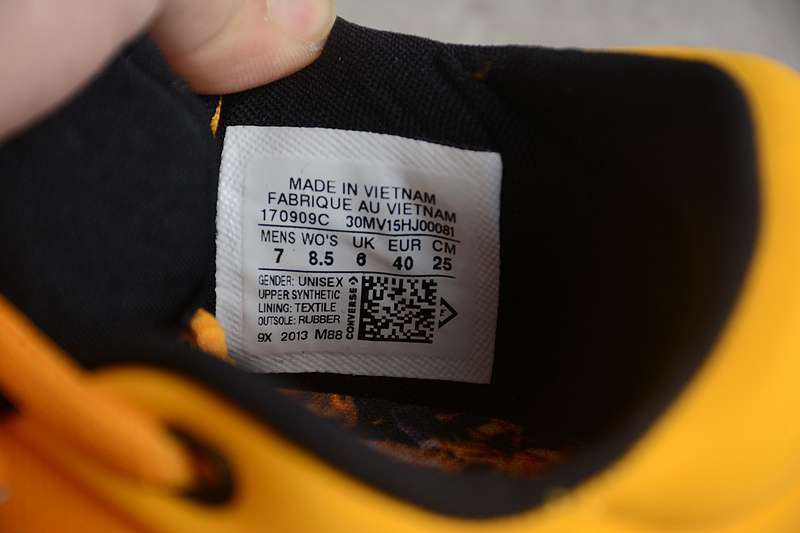 MADE IN VIETNAM
FABRIQUE AU VIETNAM
170909C 30MV15HJ00081
MENS WO'S UK EUR CM
7 8.5 6 40 25
GENDER: UNISEX
UPPER SYNTHETIC
LINING: TEXTILE
OUTSOLE: RUBBER
9X 2013 M88
CONVERSE
TM